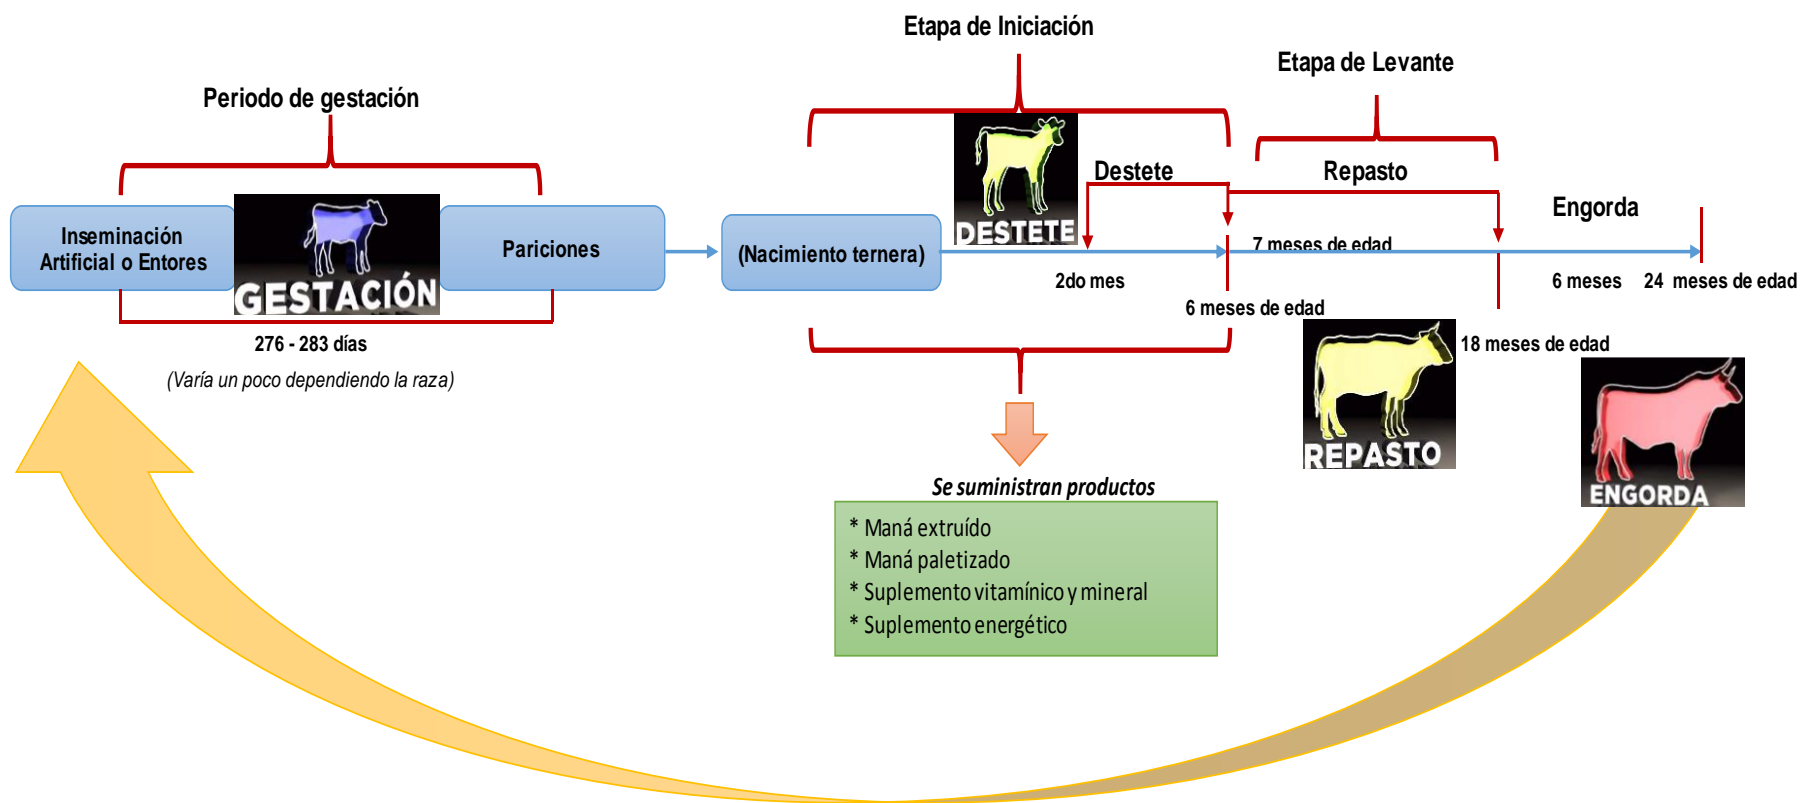 Etapa de Iniciación
Etapa de Levante
Periodo de gestación
Destete
Repasto
Engorda
Inseminación
Artificial o Entores
GESTACIÓN
Pariciones
(Nacimiento ternera)
DESTETE
7 meses de edad
2do mes
6 meses
24 meses de edad
6 meses de edad
276 - 283 días
18 meses de edad
(Varía un poco dependiendo la raza)
REPASTO
ENGORDA
Se suministran productos
* Maná extruído
* Maná paletizado
* Suplemento vitamínico y mineral
* Suplemento energético